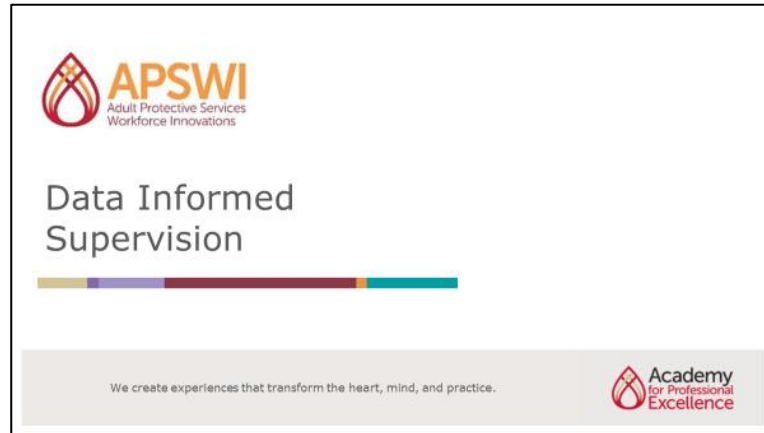 APSWI
Adult Protective Services
Workforce Innovations
Data Informed
Supervision
We create experiences that transform the heart, mind, and practice.
Academy
for Professional
Excellence